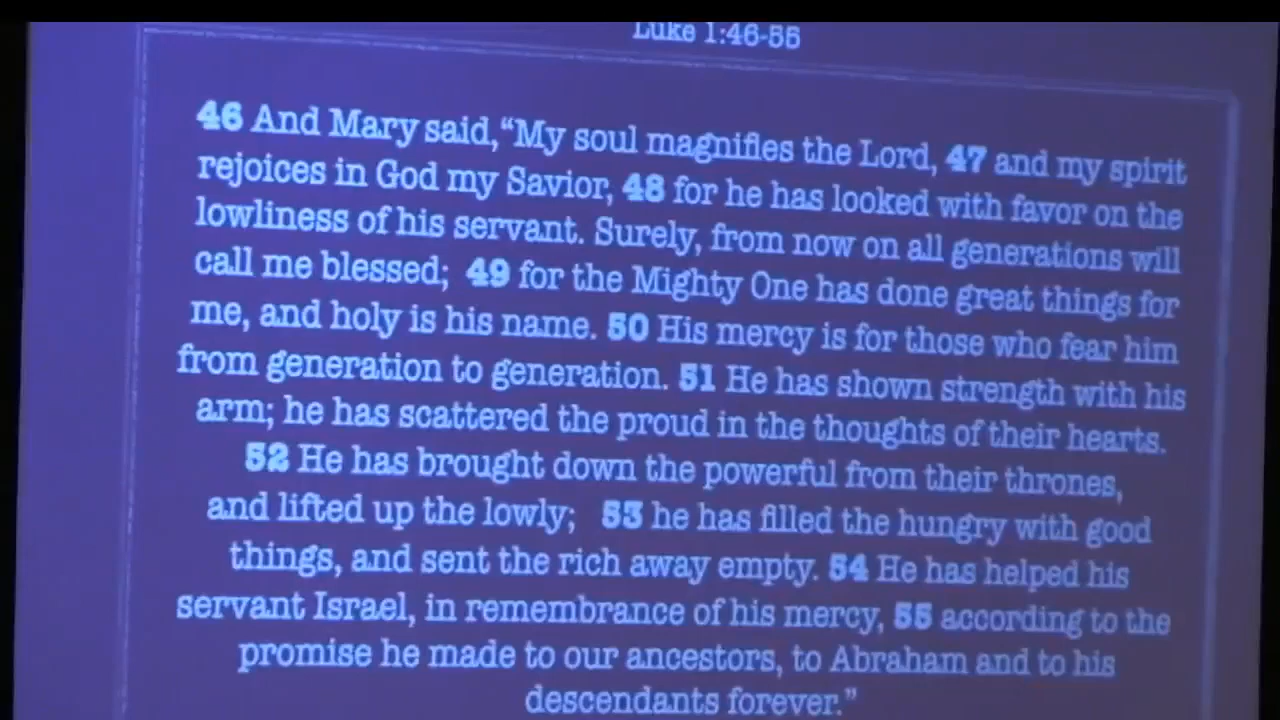 Luke 1:46-55
46 And Mary said,“My soul magnifies the Lord, 47 and my spirit
rejoices in God my Savior, 48 for he has looked with favor on the
lowliness of his servant. Surely, from now on all generations will
call me blessed; 49 for the Mighty One has done great things for
me, and holy is his name. 50 His mercy is for those who fear him
from generation to generation. 51 He has shown strength with his
arm; he has scattered the proud in the thoughts of their hearts.
52 He has brought down the powerful from their thrones,
and lifted up the lowly; 53 he has filled the hungry with good
things, and sent the rich away empty. 54 He has helped his
servant Israel, in remembrance of his mercy, 55 according to the
promise he made to our ancestors, to Abraham and to his
descendants forever.”